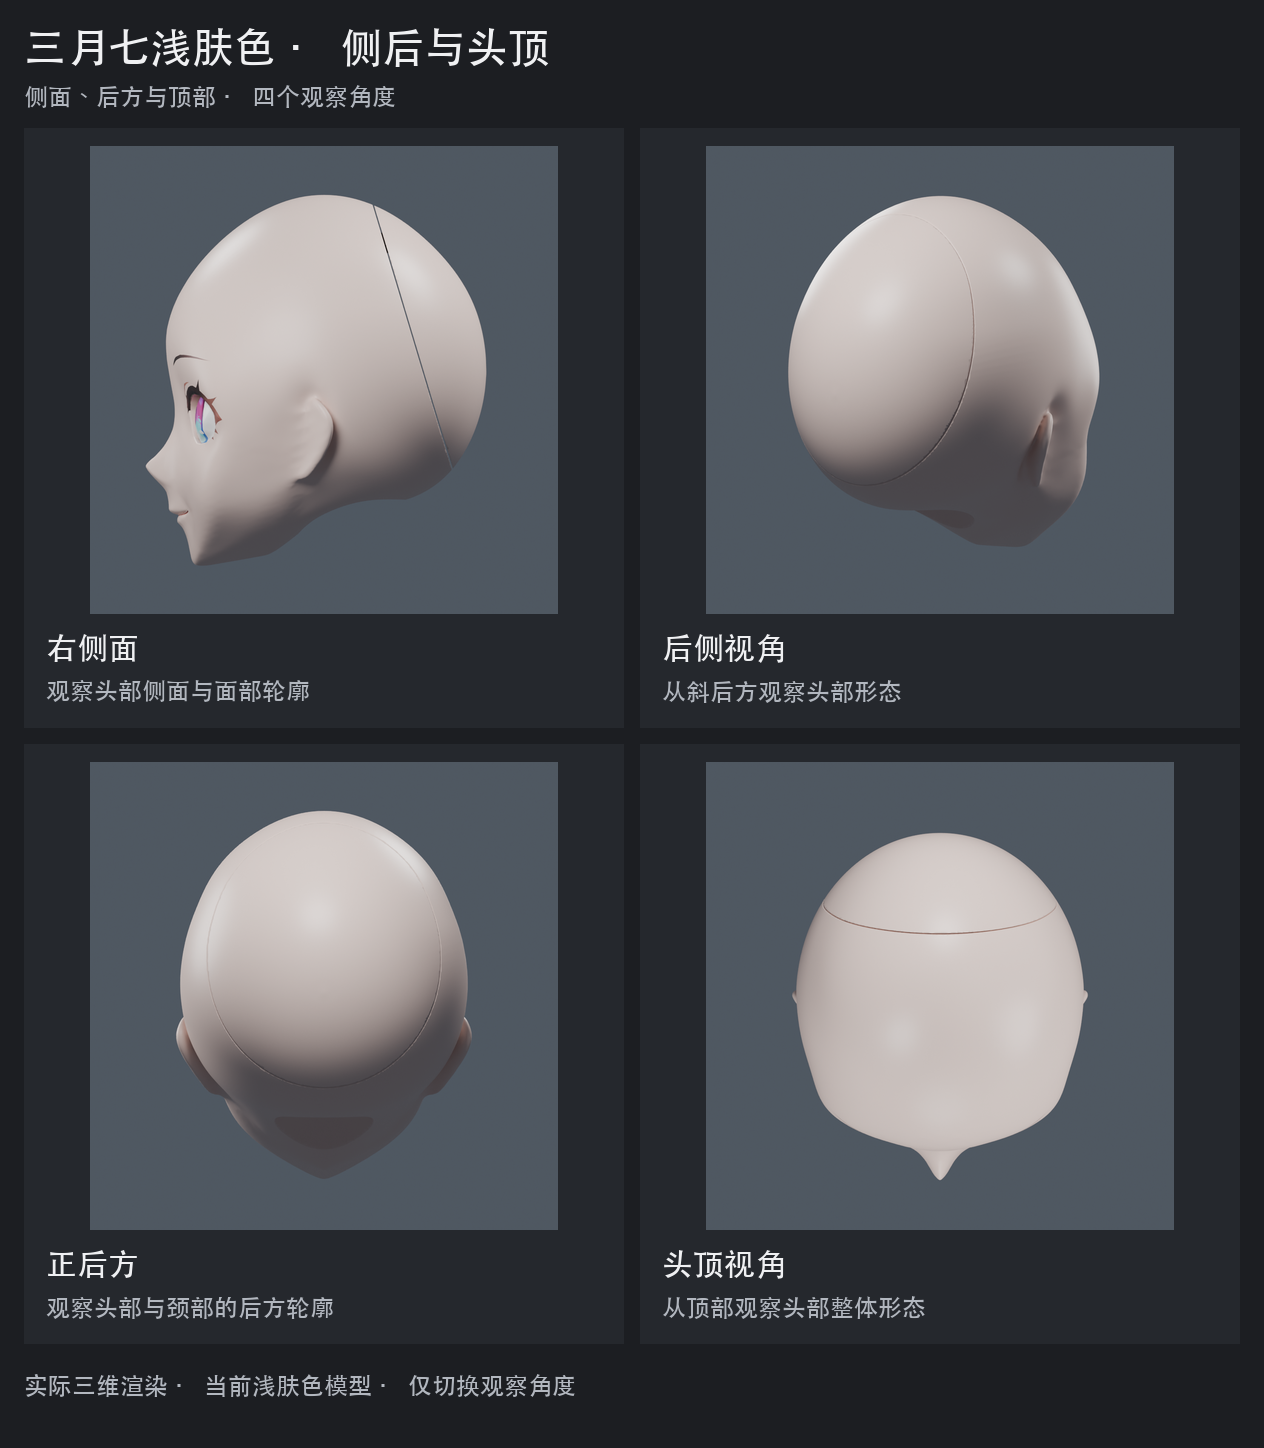 三月七浅肤色 · 侧后与头顶
侧面、后方与顶部 · 四个观察角度
右侧面
观察头部侧面与面部轮廓
后侧视角
从斜后方观察头部形态
正后方
观察头部与颈部的后方轮廓
头顶视角
从顶部观察头部整体形态
实际三维渲染 · 当前浅肤色模型 · 仅切换观察角度